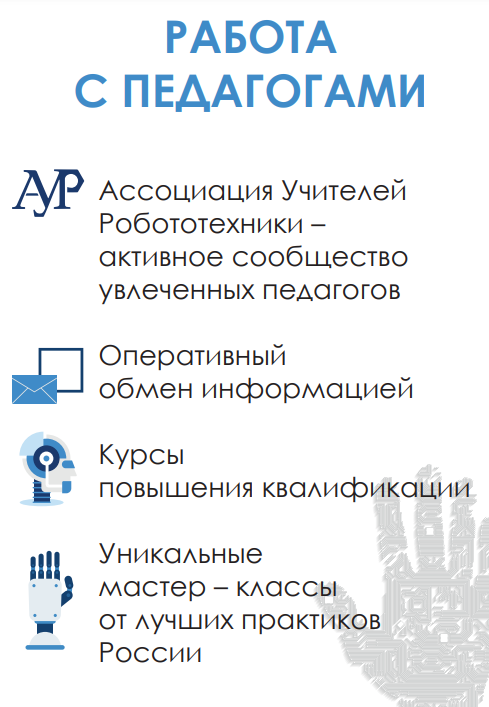 РАБОТА
С ПЕДАГОГАМИ
АУР
Ассоциация Учителей
Робототехники –
активное сообщество
увлеченных педагогов
Оперативный
обмен информацией
Курсы
повышения квалификации
Уникальные
мастер – классы
от лучших практиков
России